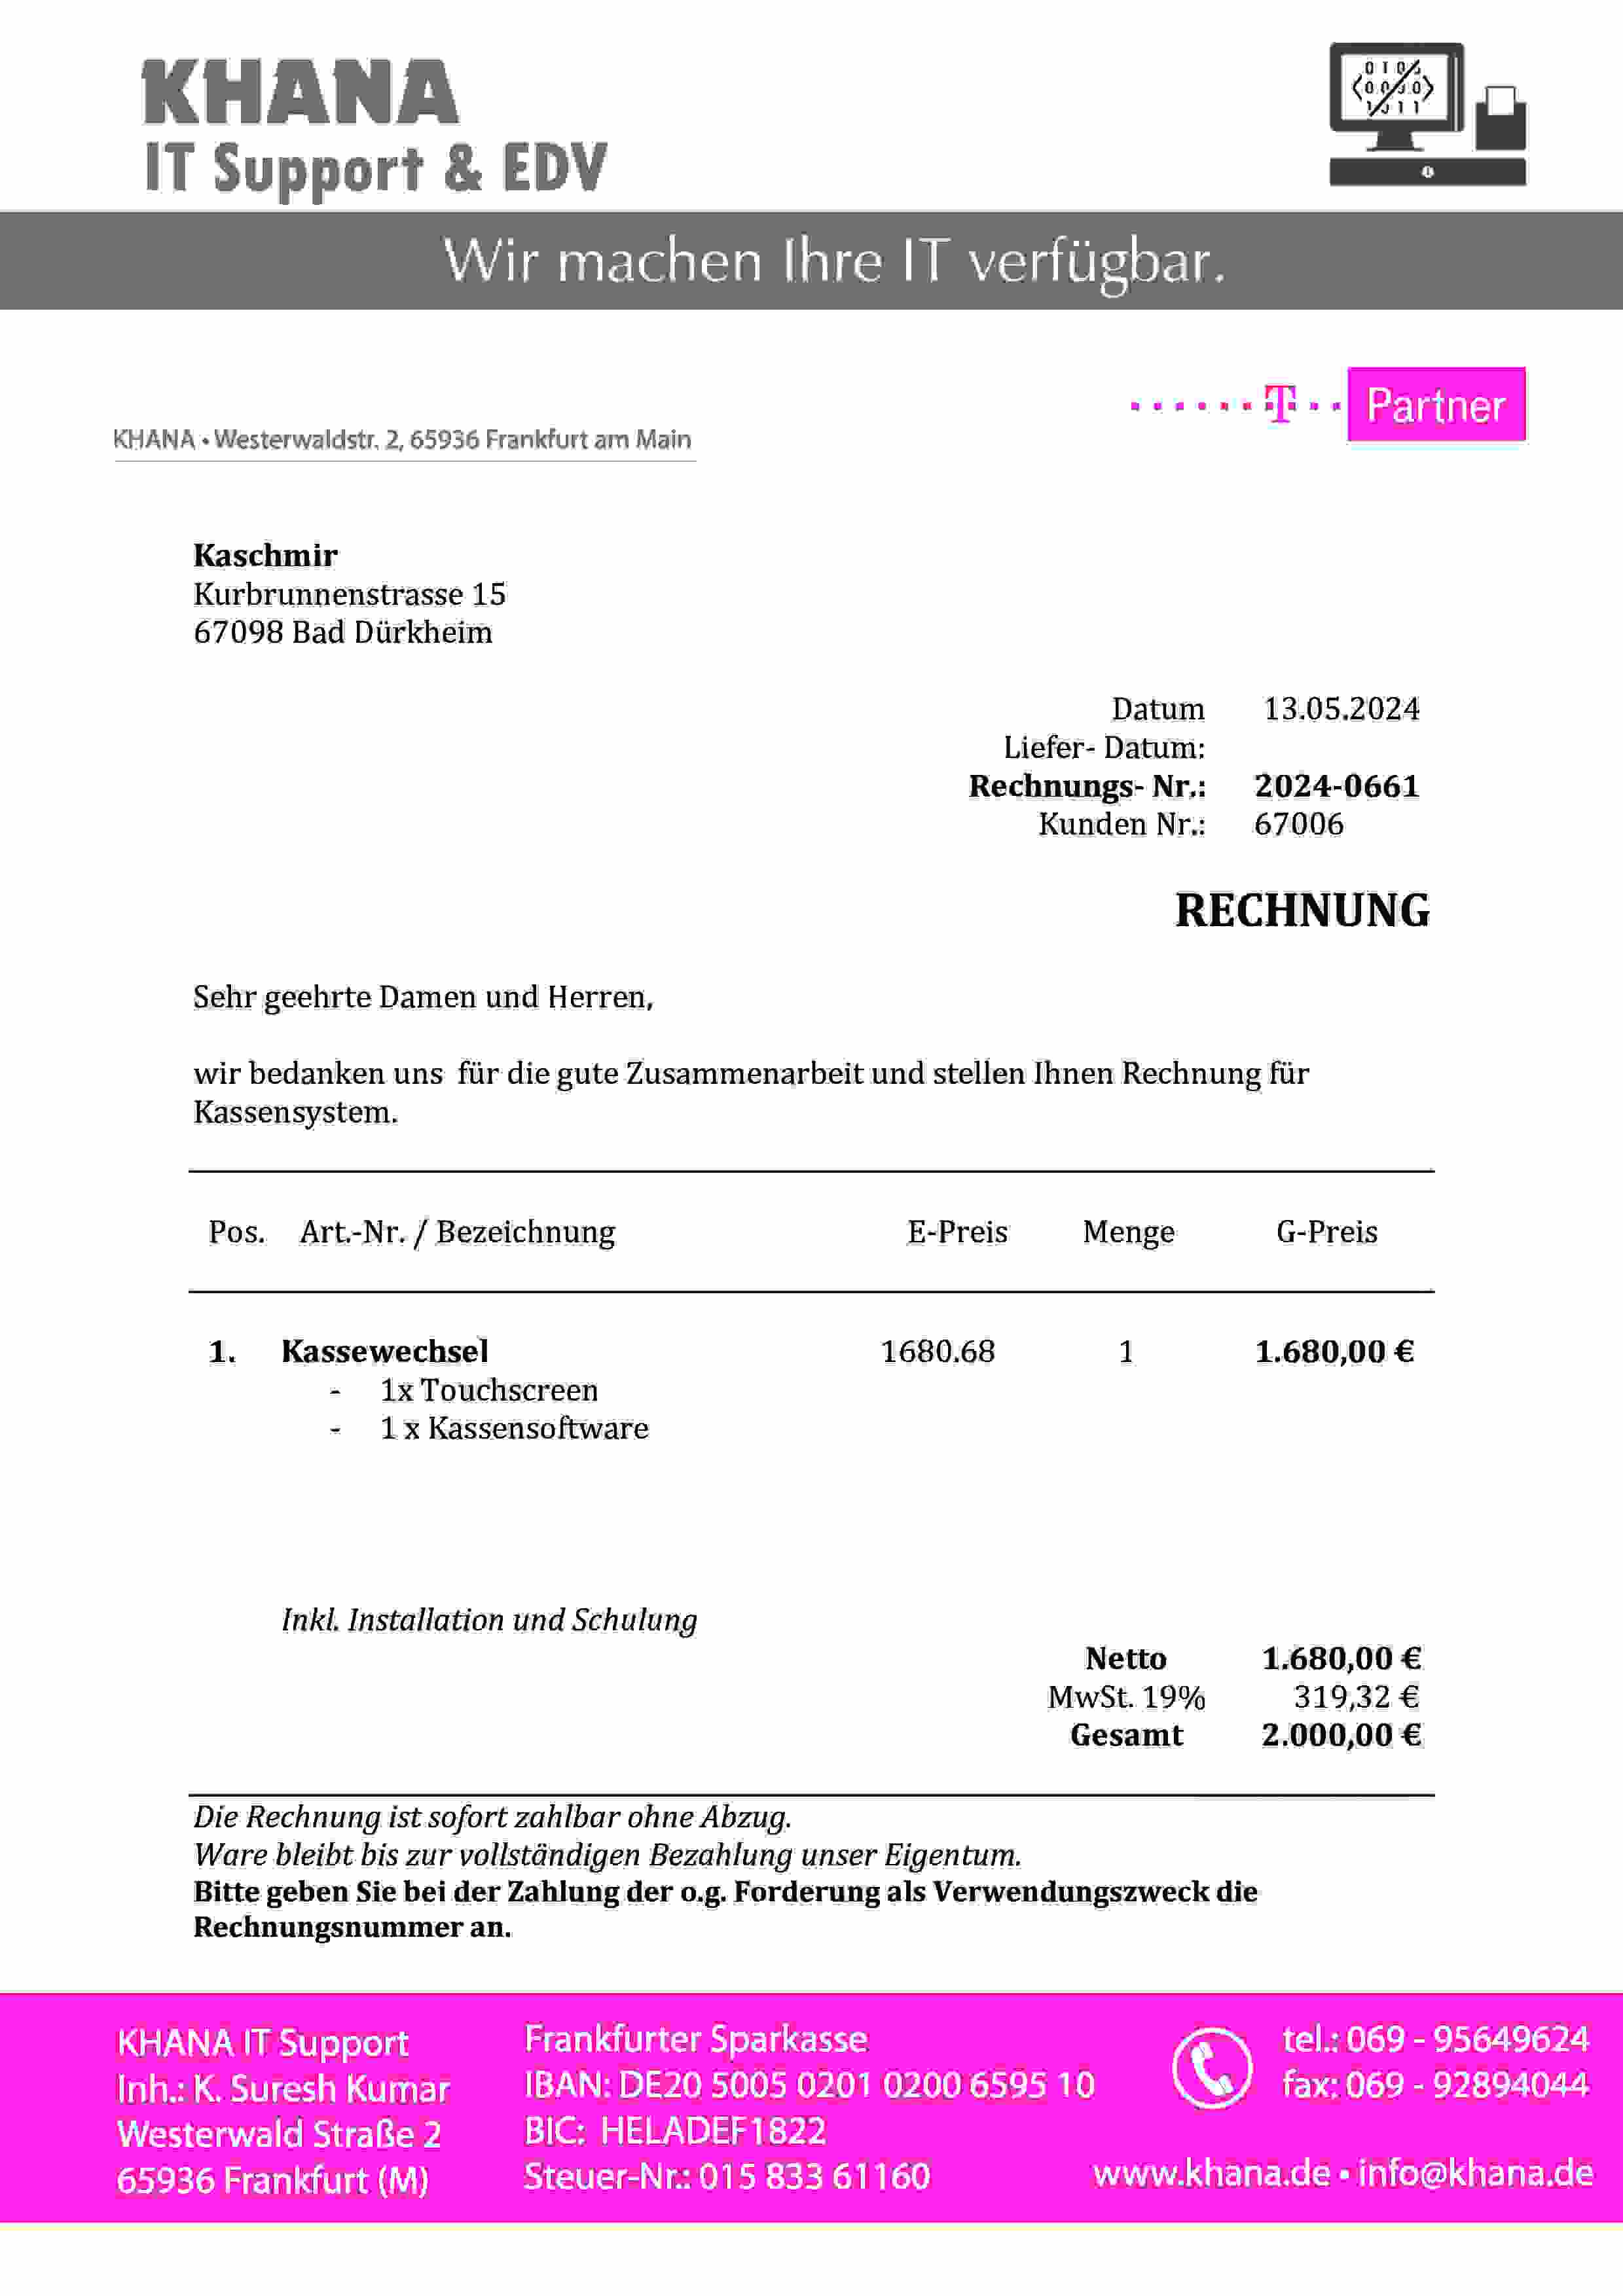 KHANA
IT Support & EDV
Wir machen Ihre IT verfügbar.
T Partner
KHANA • Westerwaldstr. 2, 65936 Frankfurt am Main
Kaschmir
Kurbrunnenstrasse 15
67098 Bad Dürkheim
Datum 13.05.2024
Liefer- Datum:
Rechnungs- Nr.: 2024-0661
Kunden Nr.: 67006
RECHNUNG
Sehr geehrte Damen und Herren,
wir bedanken uns für die gute Zusammenarbeit und stellen Ihnen Rechnung für
Kassensystem.
Pos. Art.-Nr. / Bezeichnung E-Preis Menge G-Preis
1. Kassewechsel 1680.68 1 1.680,00 €
- 1x Touchscreen
- 1 x Kassensoftware
Inkl. Installation und Schulung
Netto 1.680,00 €
MwSt. 19% 319,32 €
Gesamt 2.000,00 €
Die Rechnung ist sofort zahlbar ohne Abzug.
Ware bleibt bis zur vollständigen Bezahlung unser Eigentum.
Bitte geben Sie bei der Zahlung der o.g. Forderung als Verwendungszweck die
Rechnungsnummer an.
KHANA IT Support
Inh.: K. Suresh Kumar
Westerwald Straße 2
65936 Frankfurt (M)
Frankfurter Sparkasse
IBAN: DE20 5005 0201 0200 6595 10
BIC: HELADEF1822
Steuer-Nr.: 015 833 61160
tel.: 069 - 95649624
fax: 069 - 92894044
www.khana.de • info@khana.de